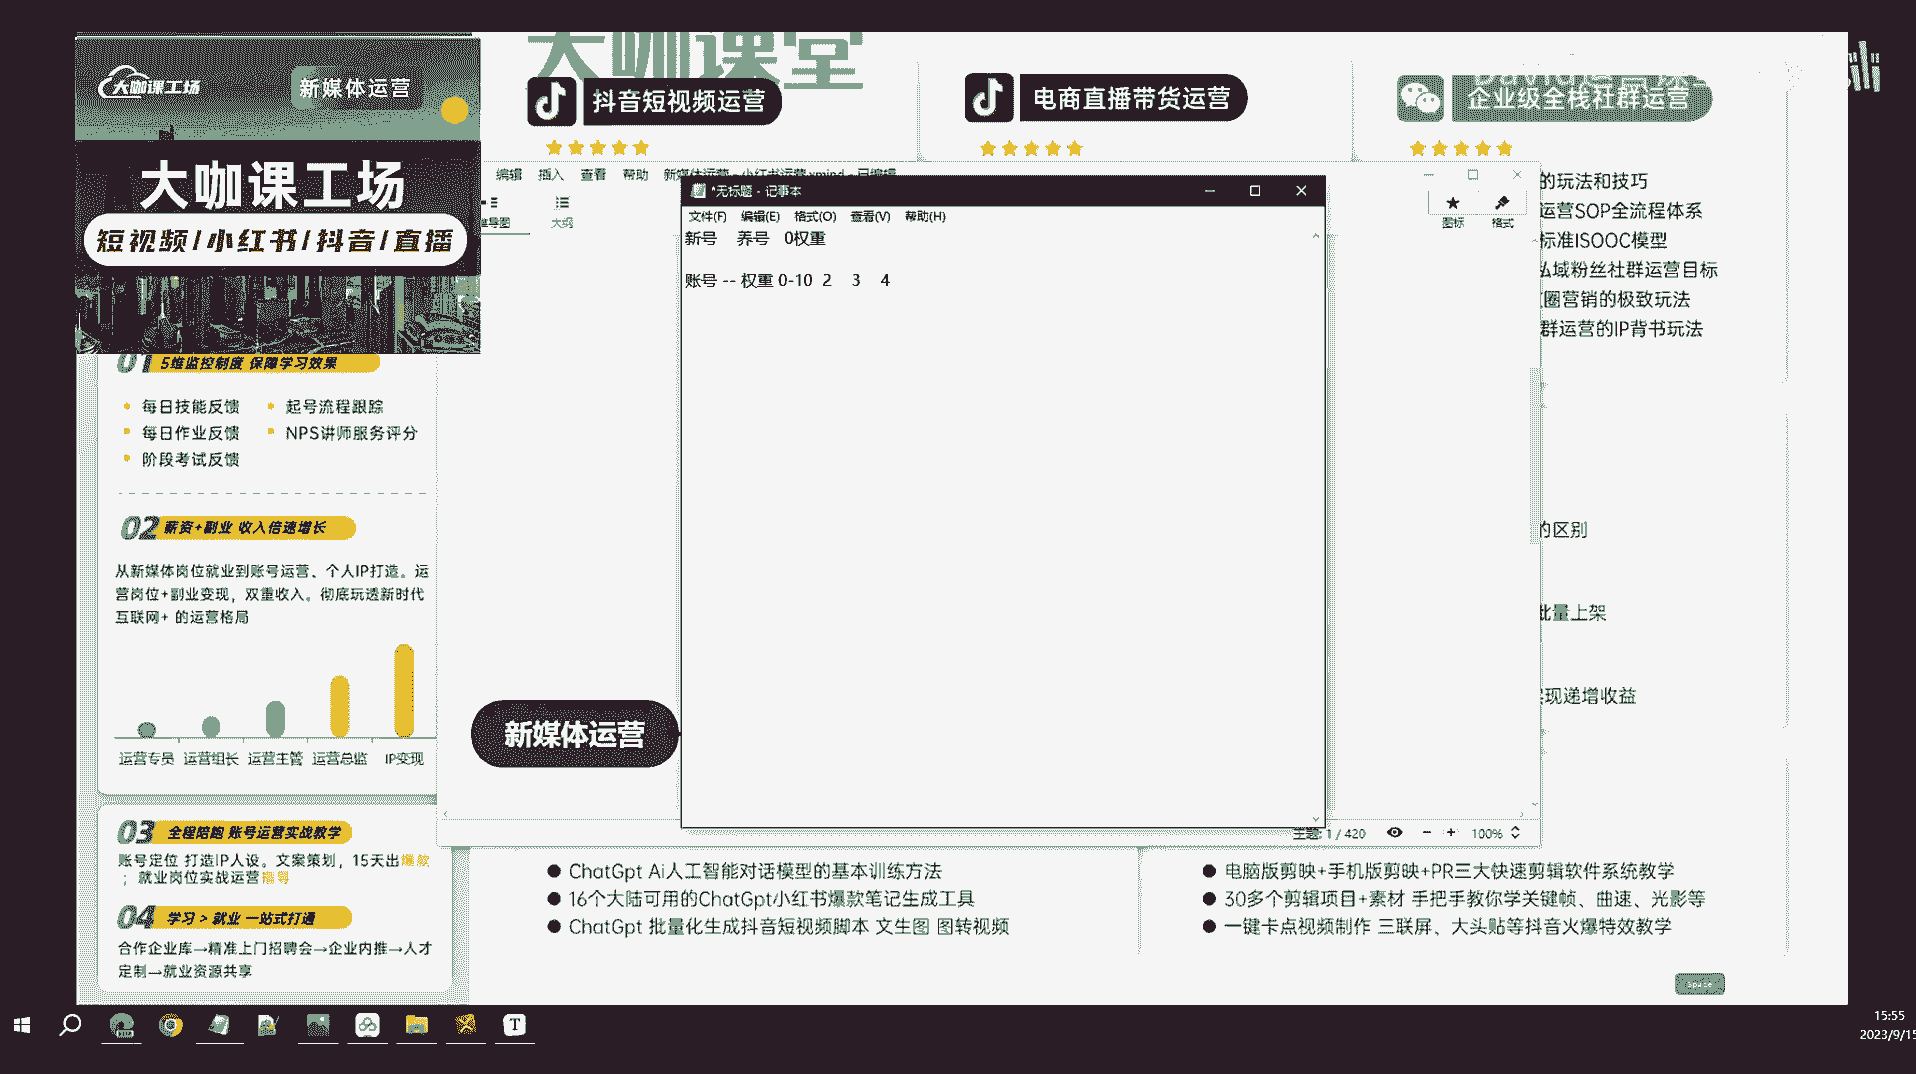 大咖课堂
大咖课工场
新媒体运营
大咖课工场
短视频/小红书/抖音/直播
抖音短视频运营
电商直播带货运营
企业级全栈社群运营
编辑 插入 查看 帮助 新媒体运营 - 小红书运营.xmind - 已编辑
大纲
图标
格式
*无标题 - 记事本
文件(F) 编辑(E) 格式(O) 查看(V) 帮助(H)
新号 养号 0权重
账号 -- 权重 0-10 2 3 4
的玩法和技巧
运营SOP全流程体系
标准ISOOC模型
私域粉丝社群运营目标
圈营销的极致玩法
群运营的IP背书玩法
的区别
批量上架
实现递增收益
01 5维监控制度 保障学习效果
每日技能反馈
起号流程跟踪
每日作业反馈
NPS讲师服务评分
阶段考试反馈
02 薪资+副业 收入倍速增长
从新媒体岗位就业到账号运营、个人IP打造。运
营岗位+副业变现，双重收入。彻底玩透新时代
互联网+ 的运营格局
运营专员 运营组长 运营主管 运营总监 IP变现
03 全程陪跑 账号运营实战教学
账号定位 打造IP人设。文案策划，15天出爆款
；就业岗位实战运营指导
04 学习 > 就业 一站式打通
合作企业库→精准上门招聘会→企业内推→人才
定制→就业资源共享
新媒体运营
主题: 1 / 420
100%
ChatGpt Ai人工智能对话模型的基本训练方法
16个大陆可用的ChatGpt小红书爆款笔记生成工具
ChatGpt 批量化生成抖音短视频脚本 文生图 图转视频
电脑版剪映+手机版剪映+PR三大快速剪辑软件系统教学
30多个剪辑项目+素材 手把手教你学关键帧、曲速、光影等
一键卡点视频制作 三联屏、大头贴等抖音火爆特效教学
Space
15:55
2023/9/15